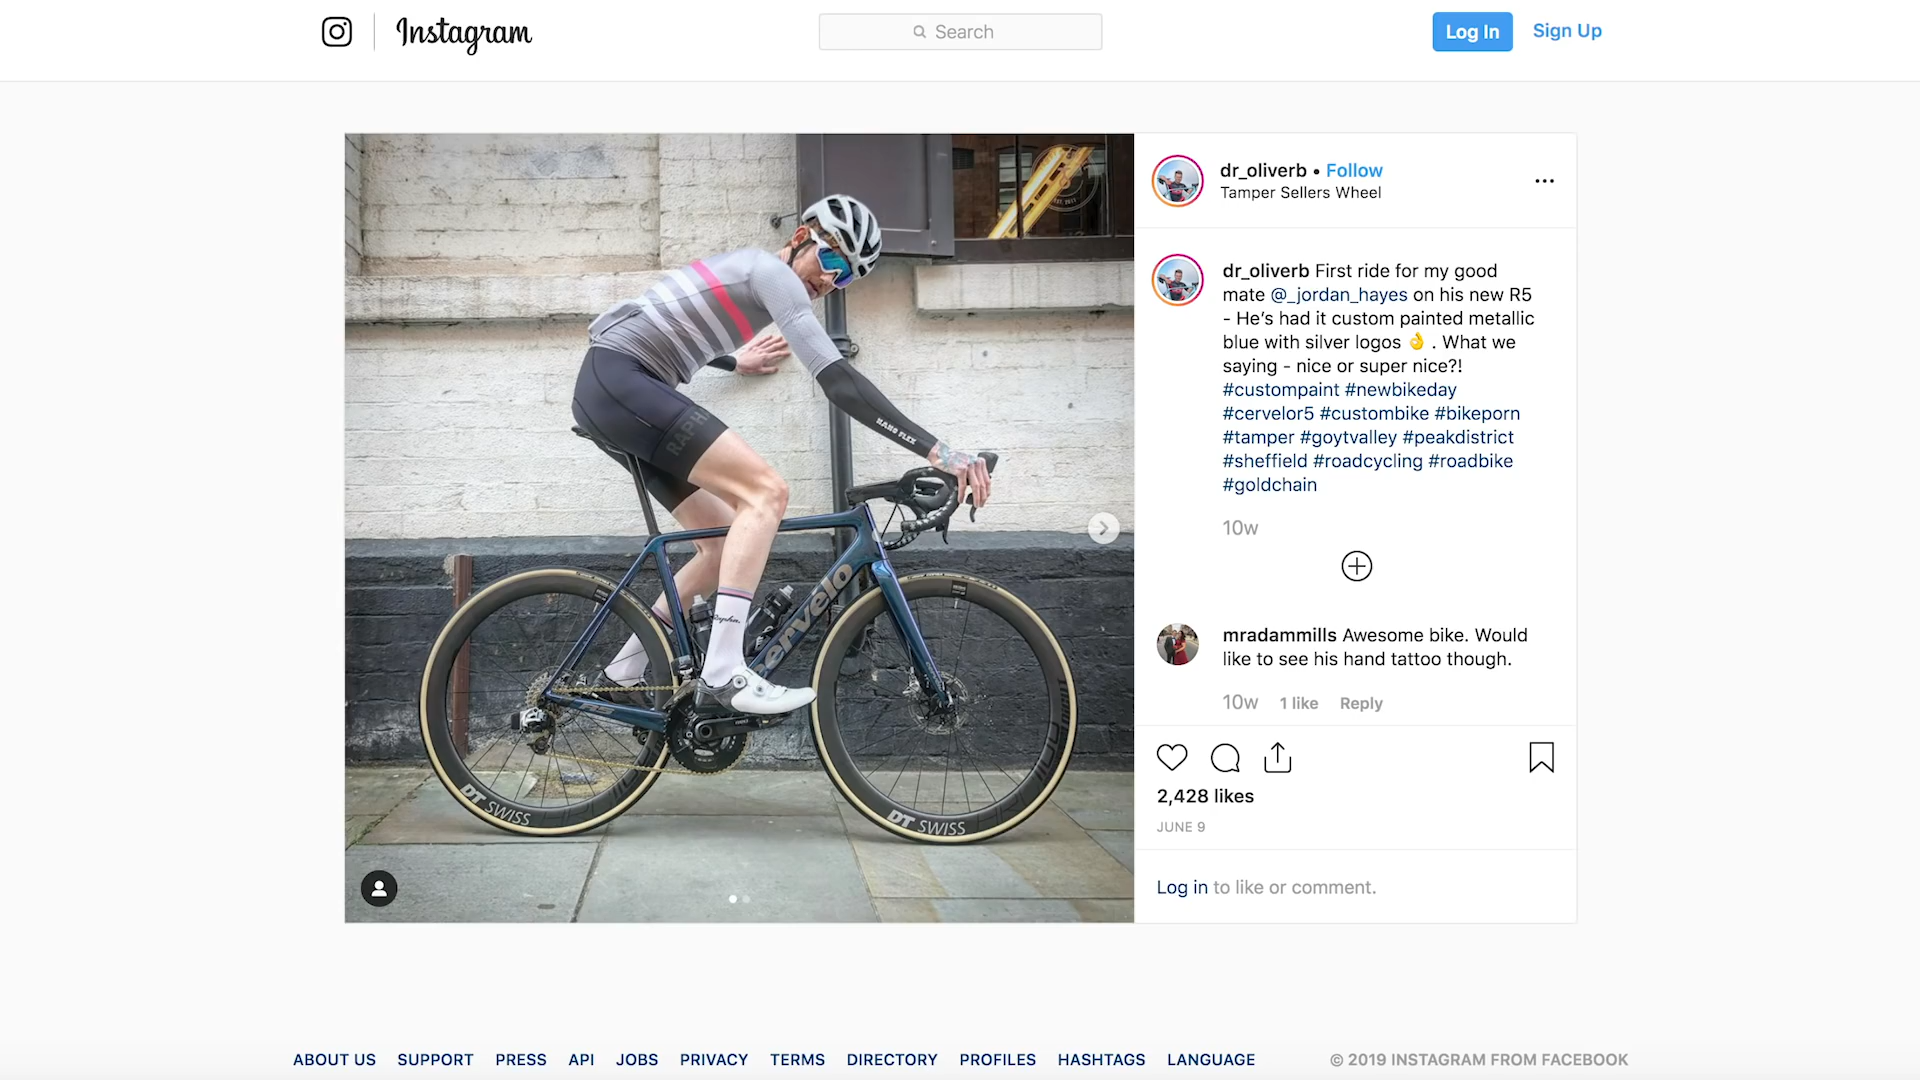 Instagram
Search
Log In
Sign Up
dr_oliverb • Follow
Tamper Sellers Wheel
dr_oliverb First ride for my good
mate @_jordan_hayes on his new R5
- He's had it custom painted metallic
blue with silver logos 👌 . What we
saying - nice or super nice?!
#custompaint #newbikeday
#cervelor5 #custombike #bikeporn
#tamper #goytvalley #peakdistrict
#sheffield #roadcycling #roadbike
#goldchain
10w
mradammills Awesome bike. Would
like to see his hand tattoo though.
10w 1 like Reply
2,428 likes
JUNE 9
Log in to like or comment.
RAPHA
NANO FLEX
cervelo
Rapha.
R5
DT SWISS
DT SWISS
ABOUT US SUPPORT PRESS API JOBS PRIVACY TERMS DIRECTORY PROFILES HASHTAGS LANGUAGE
© 2019 INSTAGRAM FROM FACEBOOK